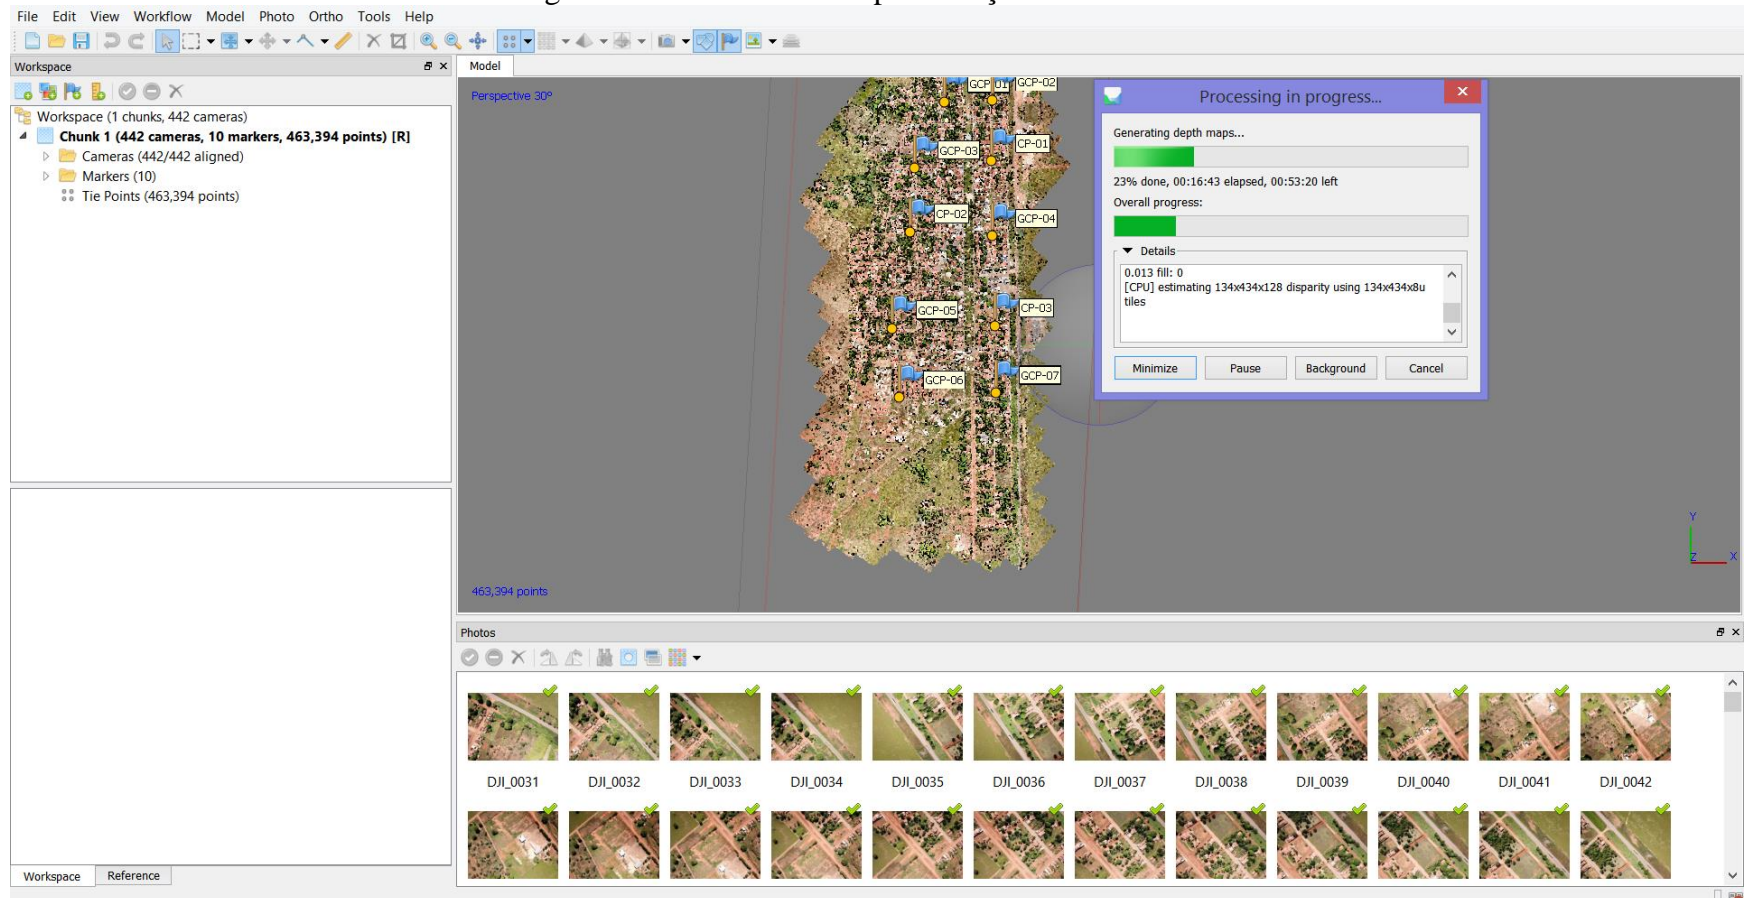 File Edit View Workflow Model Photo Ortho Tools Help
Workspace
Model
Workspace (1 chunks, 442 cameras)
Chunk 1 (442 cameras, 10 markers, 463,394 points) [R]
Cameras (442/442 aligned)
Markers (10)
Tie Points (463,394 points)
Perspective 30°
GCP-01
GCP-02
GCP-03
CP-01
CP-02
GCP-04
GCP-05
CP-03
GCP-06
GCP-07
463,394 points
Y
Z
X
Processing in progress...
Generating depth maps...
23% done, 00:16:43 elapsed, 00:53:20 left
Overall progress:
Details
0.013 fill: 0
[CPU] estimating 134x434x128 disparity using 134x434x8u
tiles
Minimize Pause Background Cancel
Photos
DJI_0031 DJI_0032 DJI_0033 DJI_0034 DJI_0035 DJI_0036 DJI_0037 DJI_0038 DJI_0039 DJI_0040 DJI_0041 DJI_0042
Workspace Reference